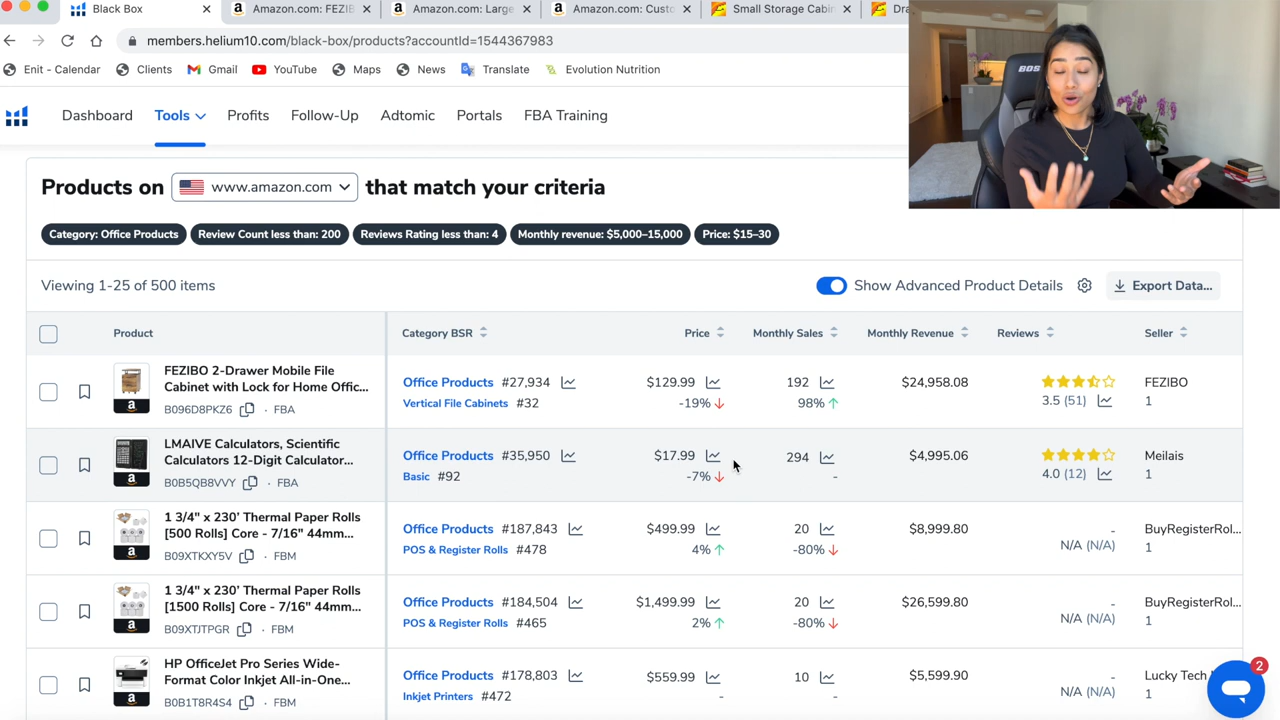 Black Box
Amazon.com: FEZIB
Amazon.com: Large
Amazon.com: Custo
Small Storage Cabin
Dra
members.helium10.com/black-box/products?accountId=1544367983
Enit - Calendar
Clients
Gmail
YouTube
Maps
News
Translate
Evolution Nutrition
BOS
Dashboard
Tools
Profits
Follow-Up
Adtomic
Portals
FBA Training
Products on www.amazon.com that match your criteria
Category: Office Products
Review Count less than: 200
Reviews Rating less than: 4
Monthly revenue: $5,000–15,000
Price: $15–30
Viewing 1-25 of 500 items
Show Advanced Product Details
Export Data...
Product
Category BSR
Price
Monthly Sales
Monthly Revenue
Reviews
Seller
FEZIBO 2-Drawer Mobile File
Cabinet with Lock for Home Offic...
B096D8PKZ6 · FBA
Office Products #27,934
Vertical File Cabinets #32
$129.99
-19%
192
98%
$24,958.08
3.5 (51)
FEZIBO
1
LMAIVE Calculators, Scientific
Calculators 12-Digit Calculator...
B0B5QB8VVY · FBA
Office Products #35,950
Basic #92
$17.99
-7%
294
-
$4,995.06
4.0 (12)
Meilais
1
1 3/4" x 230' Thermal Paper Rolls
[500 Rolls] Core - 7/16" 44mm...
B09XTKXY5V · FBM
Office Products #187,843
POS & Register Rolls #478
$499.99
4%
20
-80%
$8,999.80
-
N/A (N/A)
BuyRegisterRol...
1
1 3/4" x 230' Thermal Paper Rolls
[1500 Rolls] Core - 7/16" 44mm...
B09XTJTPGR · FBM
Office Products #184,504
POS & Register Rolls #465
$1,499.99
2%
20
-80%
$26,599.80
-
N/A (N/A)
BuyRegisterRol...
1
HP OfficeJet Pro Series Wide-
Format Color Inkjet All-in-One...
B0B1T8R4S4 · FBM
Office Products #178,803
Inkjet Printers #472
$559.99
-
10
-
$5,599.90
-
N/A (N/A)
Lucky Tech
1
2